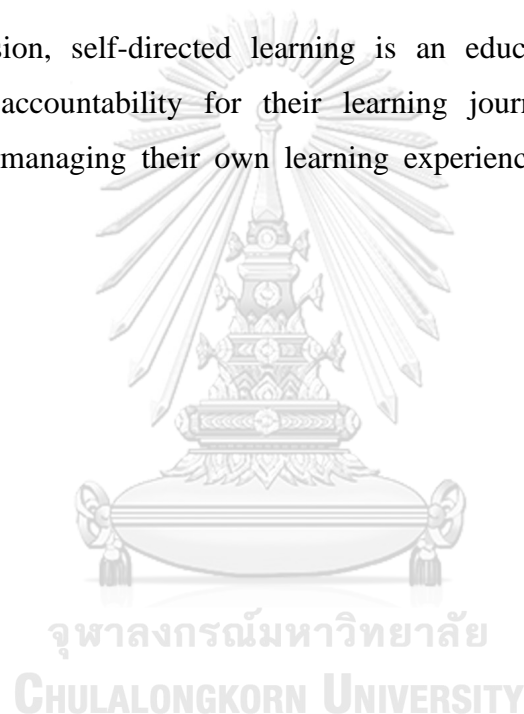 sion, self-directed learning is an educ
accountability for their learning journ
managing their own learning experienc
จุฬาลงกรณ์มหาวิทยาลัย
CHULALONGKORN UNIVERSITY